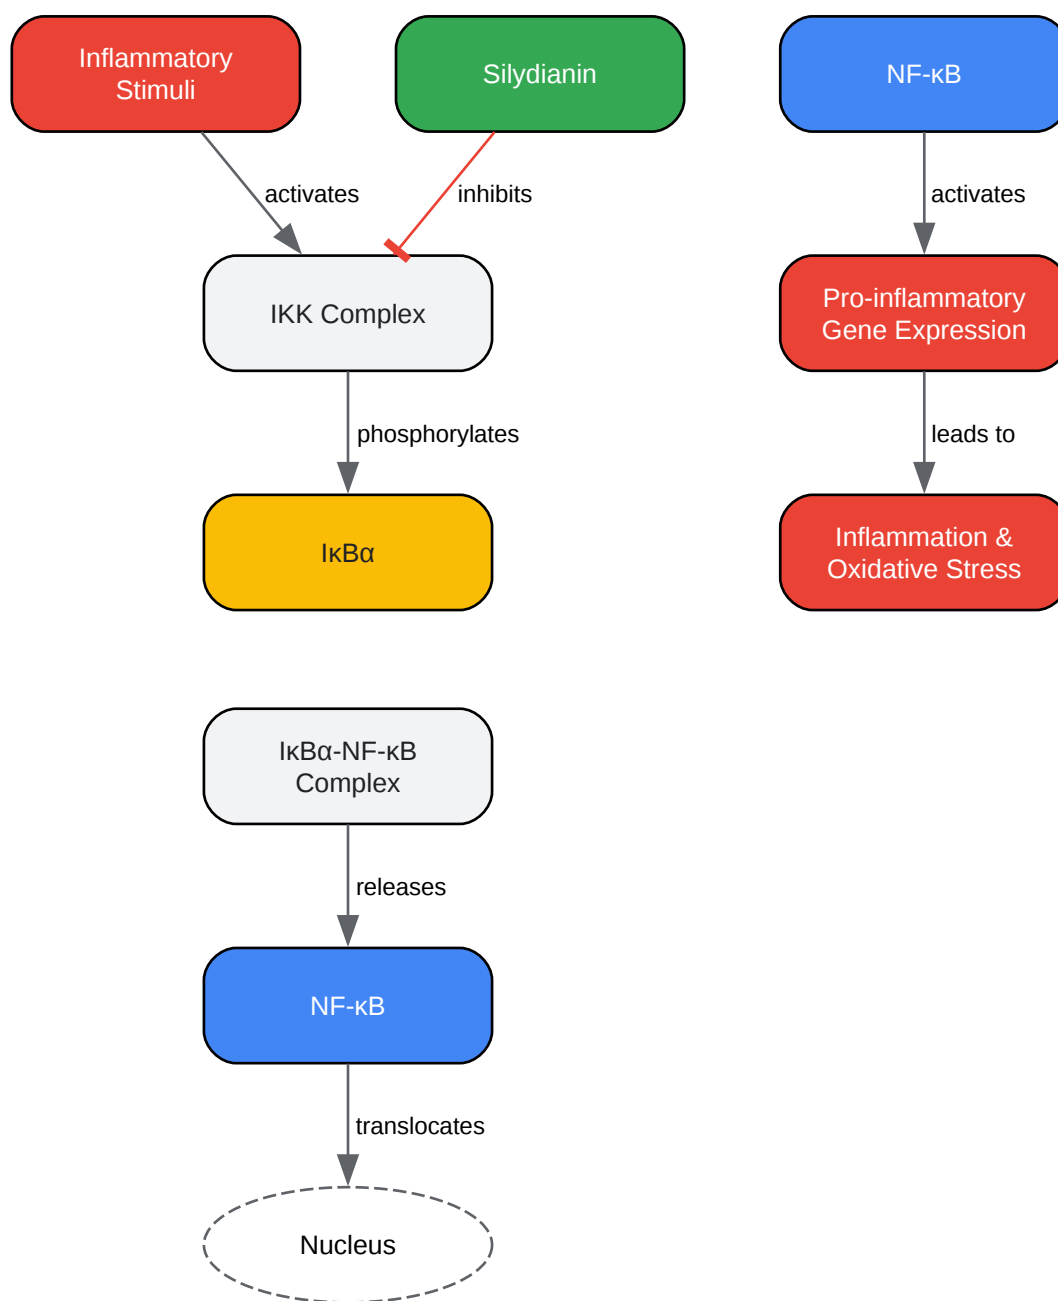 Inflammatory
Stimuli
Silydianin
NF-κB
activates
inhibits
activates
IKK Complex
Pro-inflammatory
Gene Expression
phosphorylates
leads to
IκBα
Inflammation &
Oxidative Stress
IκBα-NF-κB
Complex
releases
NF-κB
translocates
Nucleus